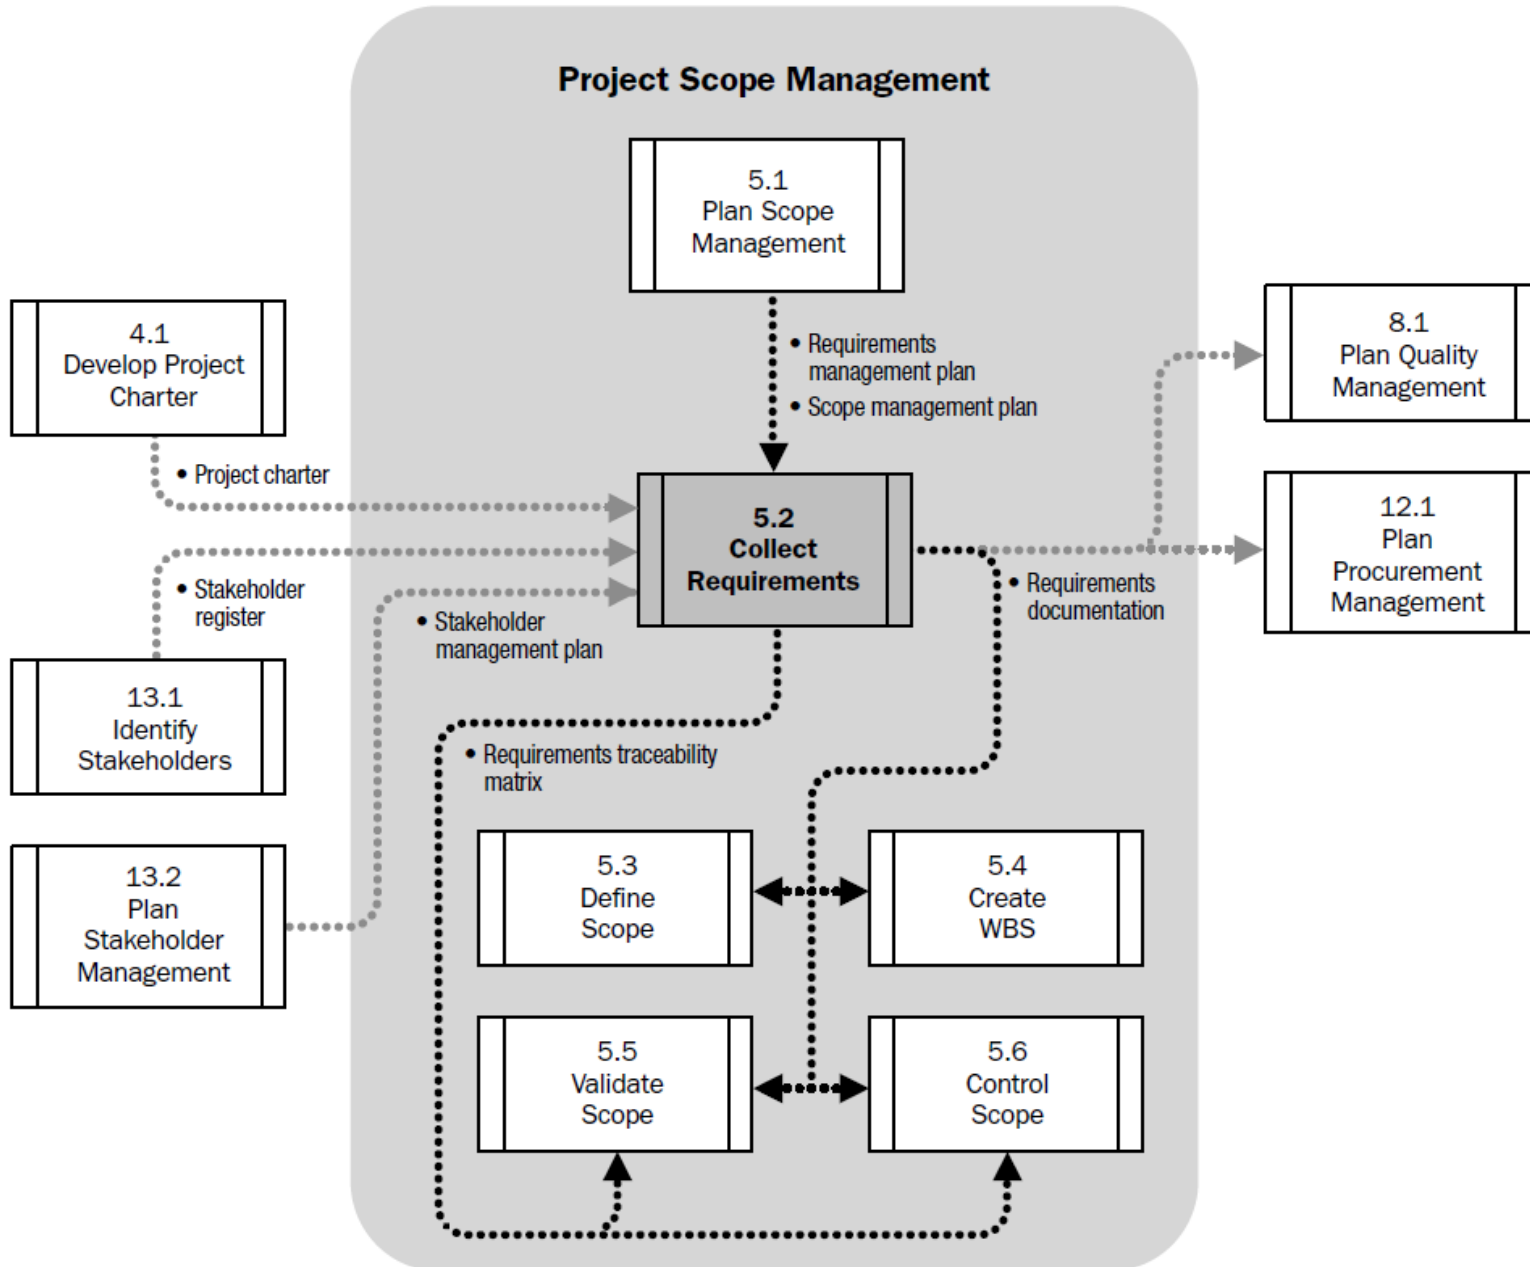 Project Scope Management
5.1
Plan Scope
Management
• Requirements
management plan
• Scope management plan
4.1
Develop Project
Charter
• Project charter
8.1
Plan Quality
Management
5.2
Collect
Requirements
12.1
Plan
Procurement
Management
• Stakeholder
register
• Stakeholder
management plan
• Requirements
documentation
13.1
Identify
Stakeholders
• Requirements traceability
matrix
13.2
Plan
Stakeholder
Management
5.3
Define
Scope
5.4
Create
WBS
5.5
Validate
Scope
5.6
Control
Scope